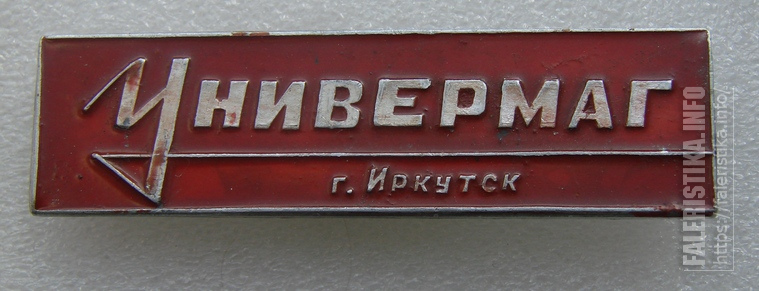 Универмаг
г. Иркутск
FALERISTIKA.INFO
https://faleristika.info/